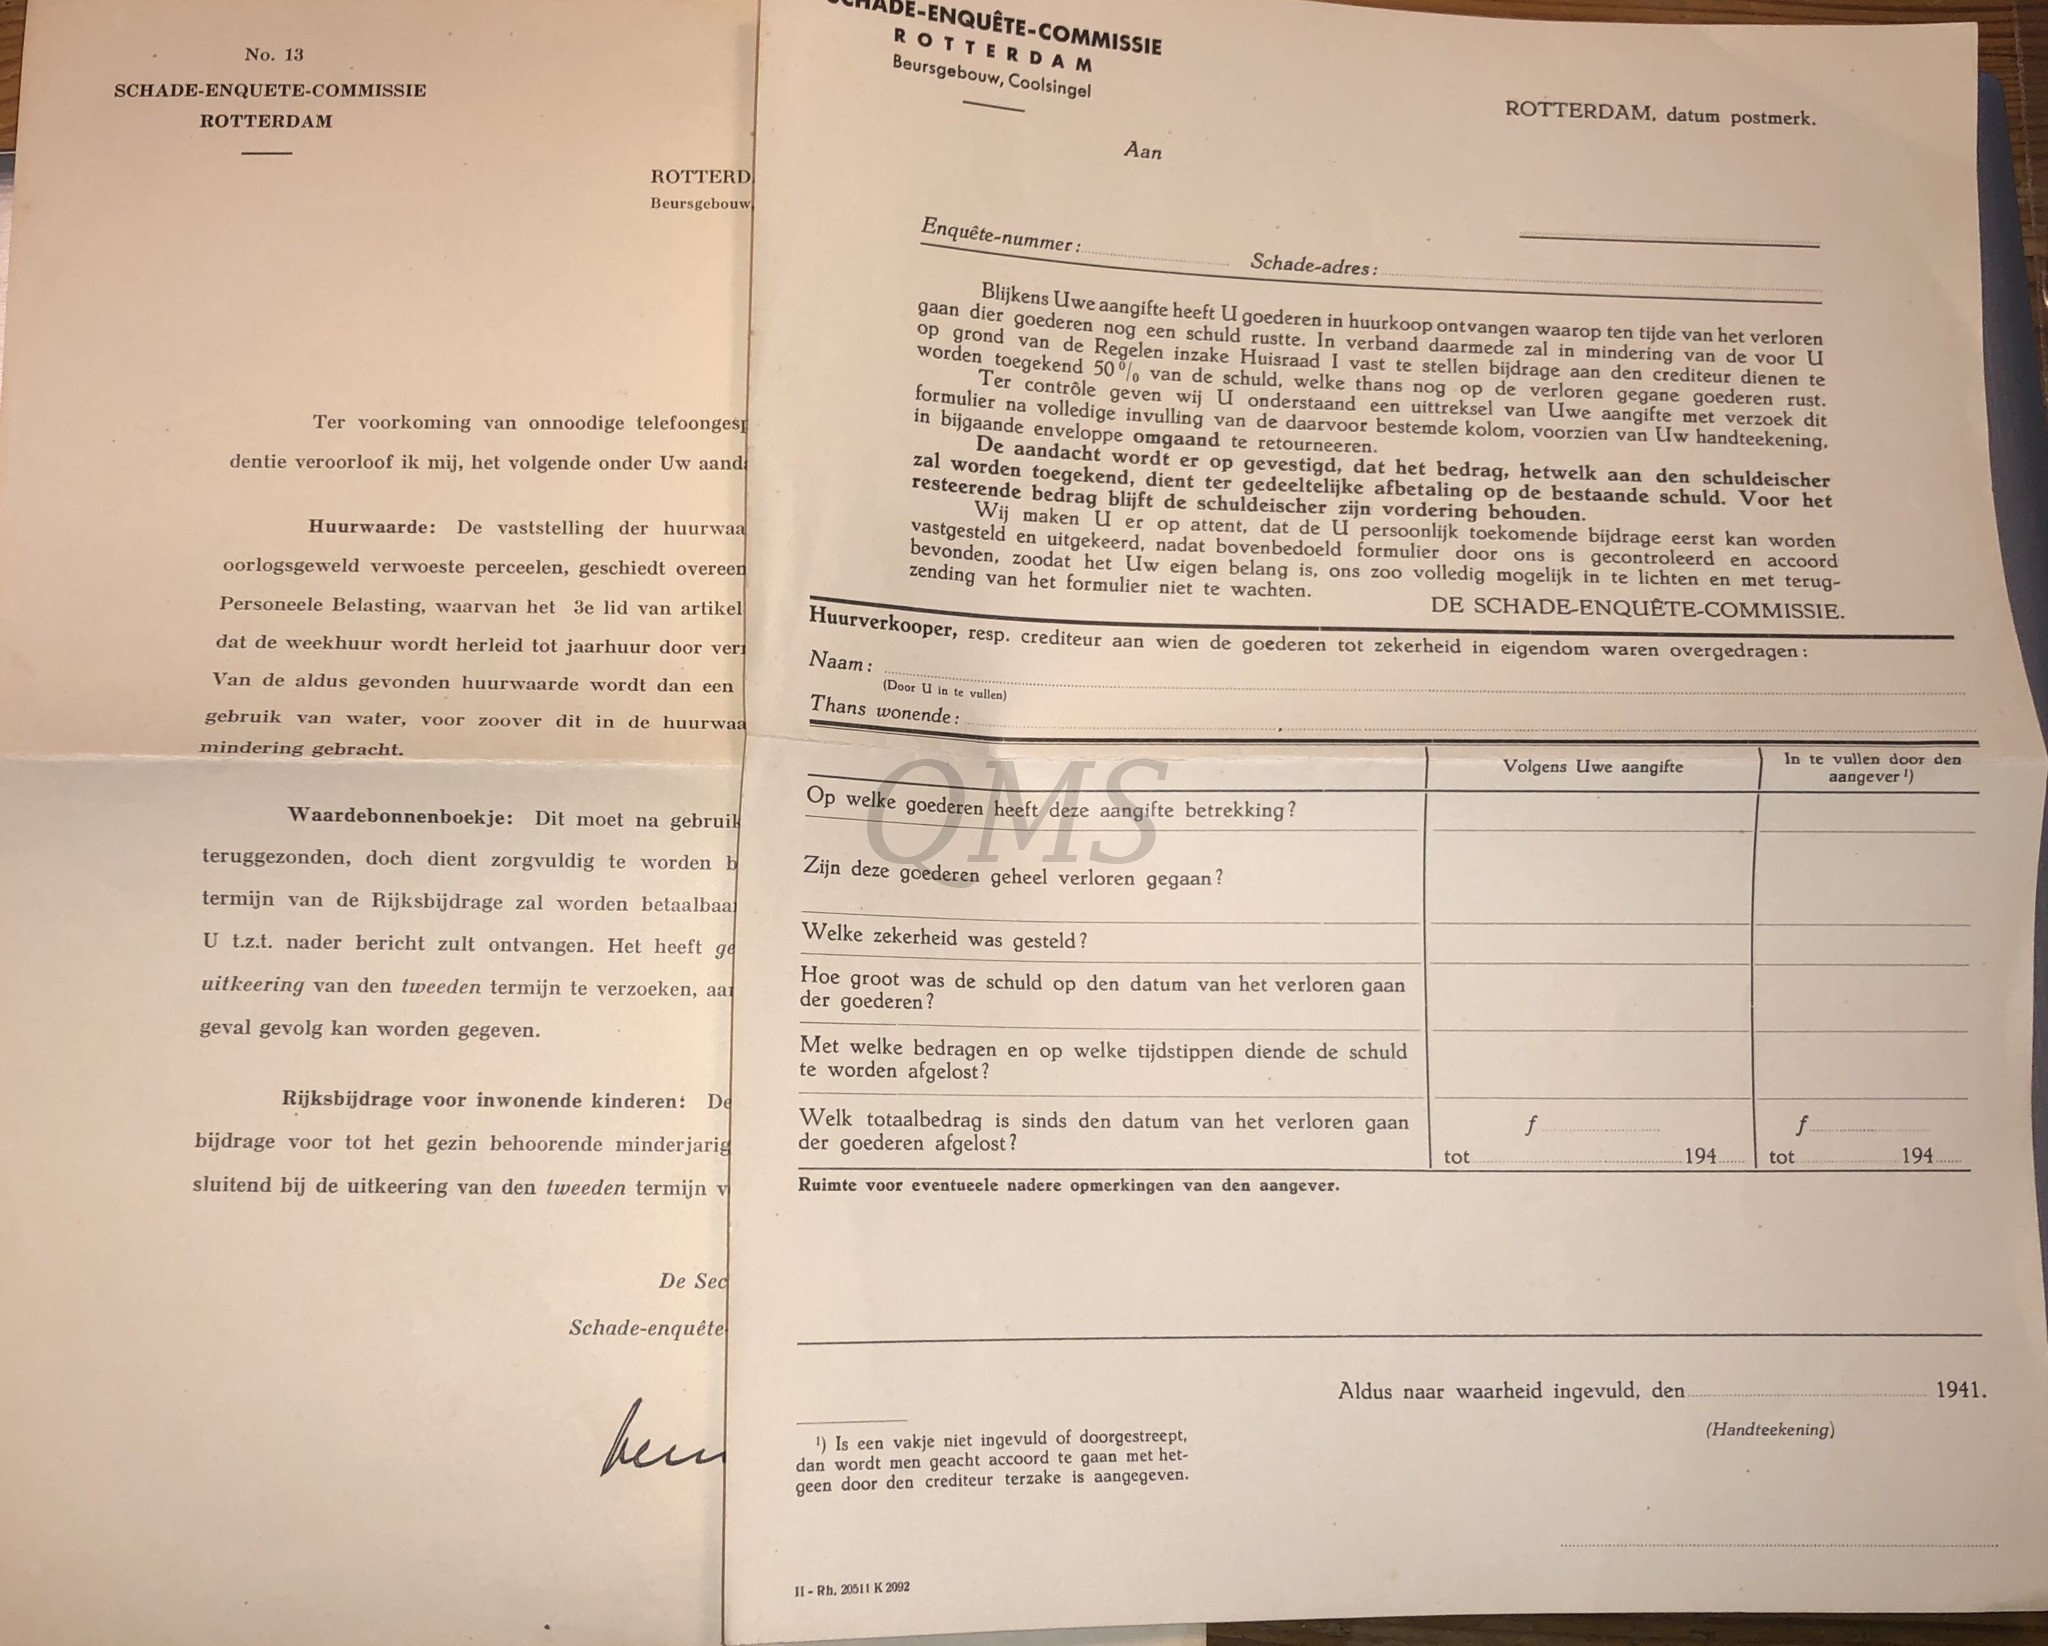 No. 13
SCHADE-ENQUETE-COMMISSIE
ROTTERDAM
ROTTERD
Beursgebouw,
Ter voorkoming van onnoodige telefoongesp
dentie veroorloof ik mij, het volgende onder Uw aand
Huurwaarde: De vaststelling der huurwaa
oorlogsgeweld verwoeste perceelen, geschiedt overeen
Personeele Belasting, waarvan het 3e lid van artikel
dat de weekhuur wordt herleid tot jaarhuur door ver
Van de aldus gevonden huurwaarde wordt dan een
gebruik van water, voor zoover dit in de huurwaa
mindering gebracht.
Waardebonnenboekje: Dit moet na gebruik
teruggezonden, doch dient zorgvuldig te worden b
termijn van de Rijksbijdrage zal worden betaalbaa
U t.z.t. nader bericht zult ontvangen. Het heeft ge
uitkeering van den tweeden termijn te verzoeken, aan
geval gevolg kan worden gegeven.
Rijksbijdrage voor inwonende kinderen: De
bijdrage voor tot het gezin behoorende minderjarig
sluitend bij de uitkeering van den tweeden termijn v
De Sec
Schade-enquête
SCHADE-ENQUÊTE-COMMISSIE
ROTTERDAM
Beursgebouw, Coolsingel
ROTTERDAM, datum postmerk.
Aan
Enquête-nummer: Schade-adres:
Blijkens Uwe aangifte heeft U goederen in huurkoop ontvangen waarop ten tijde van het verloren
gaan dier goederen nog een schuld rustte. In verband daarmede zal in mindering van de voor U
op grond van de Regelen inzake Huisraad I vast te stellen bijdrage aan den crediteur dienen te
worden toegekend 50% van de schuld, welke thans nog op de verloren gegane goederen rust.
Ter contrôle geven wij U onderstaand een uittreksel van Uwe aangifte met verzoek dit
formulier na volledige invulling van de daarvoor bestemde kolom, voorzien van Uw handteekening,
in bijgaande enveloppe omgaand te retourneeren.
De aandacht wordt er op gevestigd, dat het bedrag, hetwelk aan den schuldeischer
zal worden toegekend, dient ter gedeeltelijke afbetaling op de bestaande schuld. Voor het
resteerende bedrag blijft de schuldeischer zijn vordering behouden.
Wij maken U er op attent, dat de U persoonlijk toekomende bijdrage eerst kan worden
vastgesteld en uitgekeerd, nadat bovenbedoeld formulier door ons is gecontroleerd en accoord
bevonden, zoodat het Uw eigen belang is, ons zoo volledig mogelijk in te lichten en met terug-
zending van het formulier niet te wachten.
DE SCHADE-ENQUÊTE-COMMISSIE.
Huurverkooper, resp. crediteur aan wien de goederen tot zekerheid in eigendom waren overgedragen:
Naam:
(Door U in te vullen)
Thans wonende:
Volgens Uwe aangifte
In te vullen door den
aangever ¹)
Op welke goederen heeft deze aangifte betrekking?
QMS
Zijn deze goederen geheel verloren gegaan?
Welke zekerheid was gesteld?
Hoe groot was de schuld op den datum van het verloren gaan
der goederen?
Met welke bedragen en op welke tijdstippen diende de schuld
te worden afgelost?
Welk totaalbedrag is sinds den datum van het verloren gaan
der goederen afgelost?
f f
tot 194 tot 194
Ruimte voor eventueele nadere opmerkingen van den aangever.
Aldus naar waarheid ingevuld, den 1941.
(Handteekening)
¹) Is een vakje niet ingevuld of doorgestreept,
dan wordt men geacht accoord te gaan met het-
geen door den crediteur terzake is aangegeven.
II - Rh. 20511 K 2092